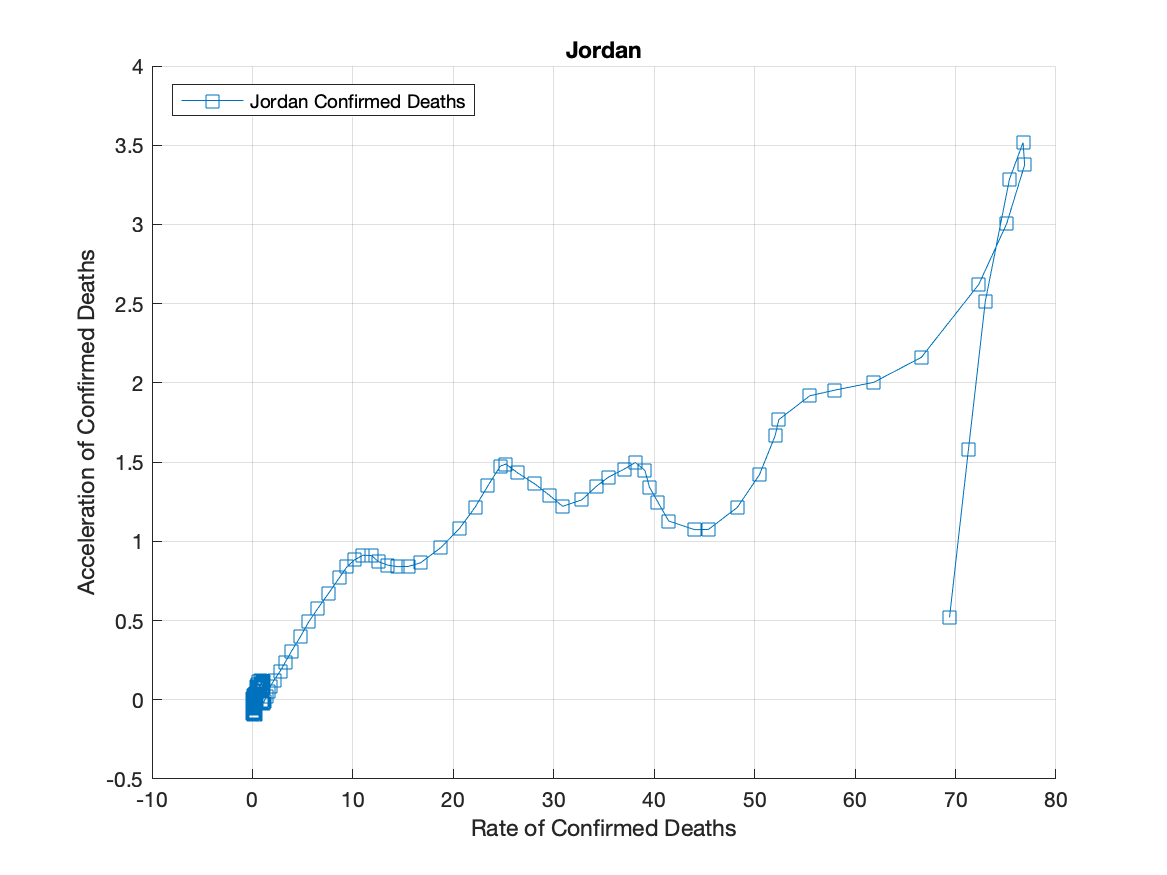 Jordan
Jordan Confirmed Deaths
Acceleration of Confirmed Deaths
4
3.5
3
2.5
2
1.5
1
0.5
0
-0.5
-10 0 10 20 30 40 50 60 70 80
Rate of Confirmed Deaths